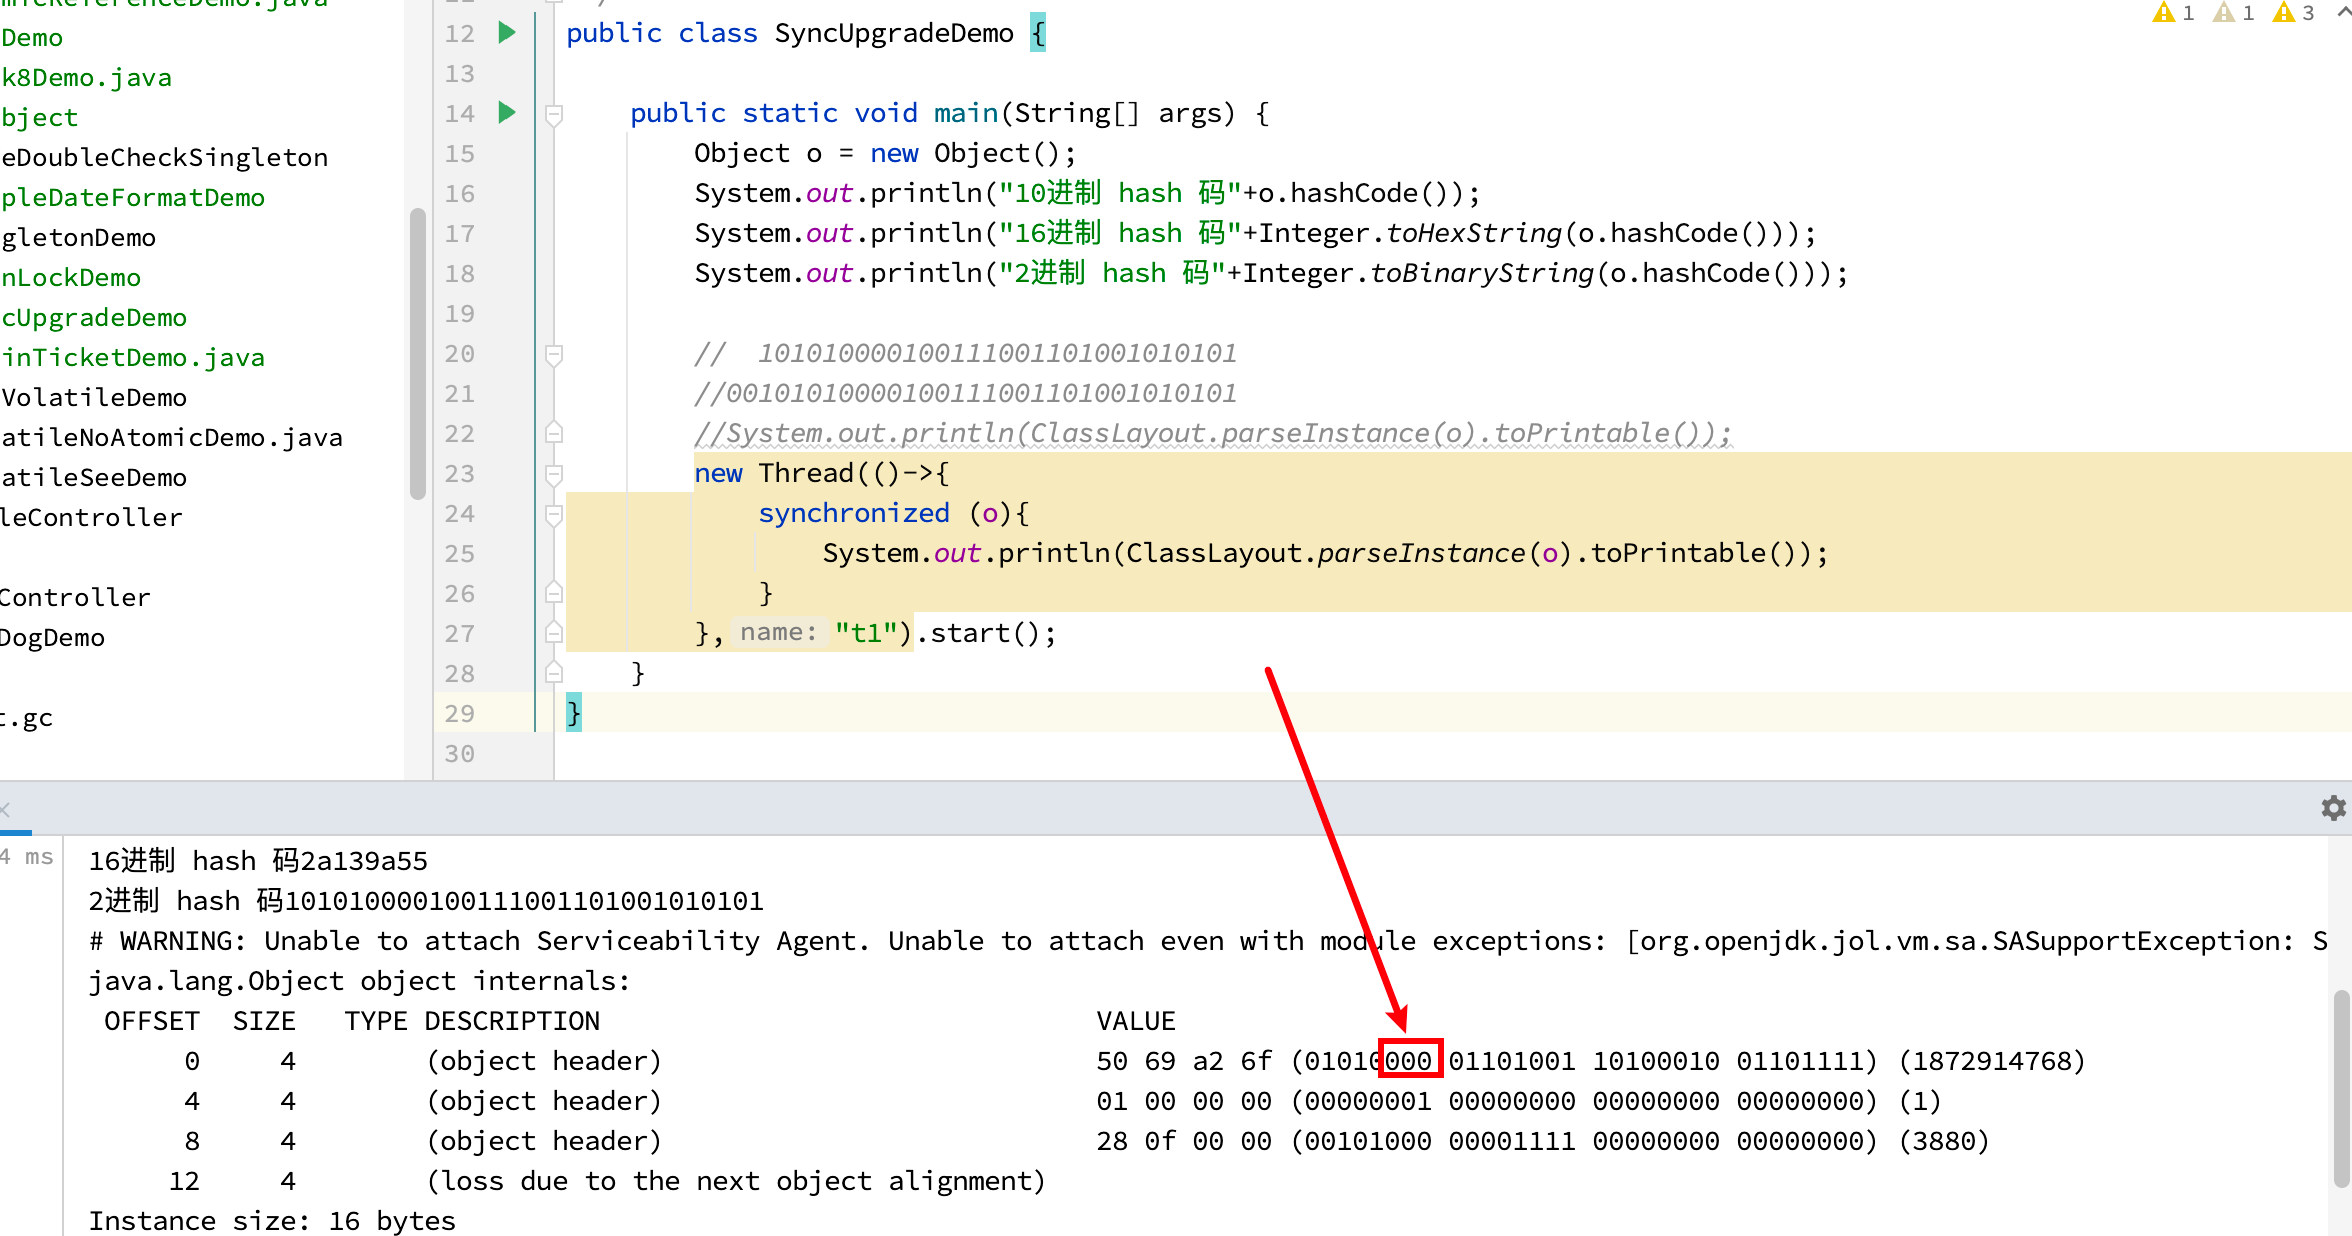 Demo
k8Demo.java
bject
eDoubleCheckSingleton
pleDateFormatDemo
gletonDemo
nLockDemo
cUpgradeDemo
inTicketDemo.java
VolatileDemo
atileNoAtomicDemo.java
atileSeeDemo
leController
Controller
DogDemo
t.gc
1 1 3
12 public class SyncUpgradeDemo {
13
14 public static void main(String[] args) {
15 Object o = new Object();
16 System.out.println("10进制 hash 码"+o.hashCode());
17 System.out.println("16进制 hash 码"+Integer.toHexString(o.hashCode()));
18 System.out.println("2进制 hash 码"+Integer.toBinaryString(o.hashCode()));
19
20 // 101010000100111001101001010101
21 //00101010000100111001101001010101
22 //System.out.println(ClassLayout.parseInstance(o).toPrintable());
23 new Thread(()->{
24 synchronized (o){
25 System.out.println(ClassLayout.parseInstance(o).toPrintable());
26 }
27 }, name: "t1").start();
28 }
29 }
30
4 ms
16进制 hash 码2a139a55
2进制 hash 码101010000100111001101001010101
# WARNING: Unable to attach Serviceability Agent. Unable to attach even with module exceptions: [org.openjdk.jol.vm.sa.SASupportException: S
java.lang.Object object internals:
OFFSET SIZE TYPE DESCRIPTION VALUE
0 4 (object header) 50 69 a2 6f (01010000 01101001 10100010 01101111) (1872914768)
4 4 (object header) 01 00 00 00 (00000001 00000000 00000000 00000000) (1)
8 4 (object header) 28 0f 00 00 (00101000 00001111 00000000 00000000) (3880)
12 4 (loss due to the next object alignment)
Instance size: 16 bytes